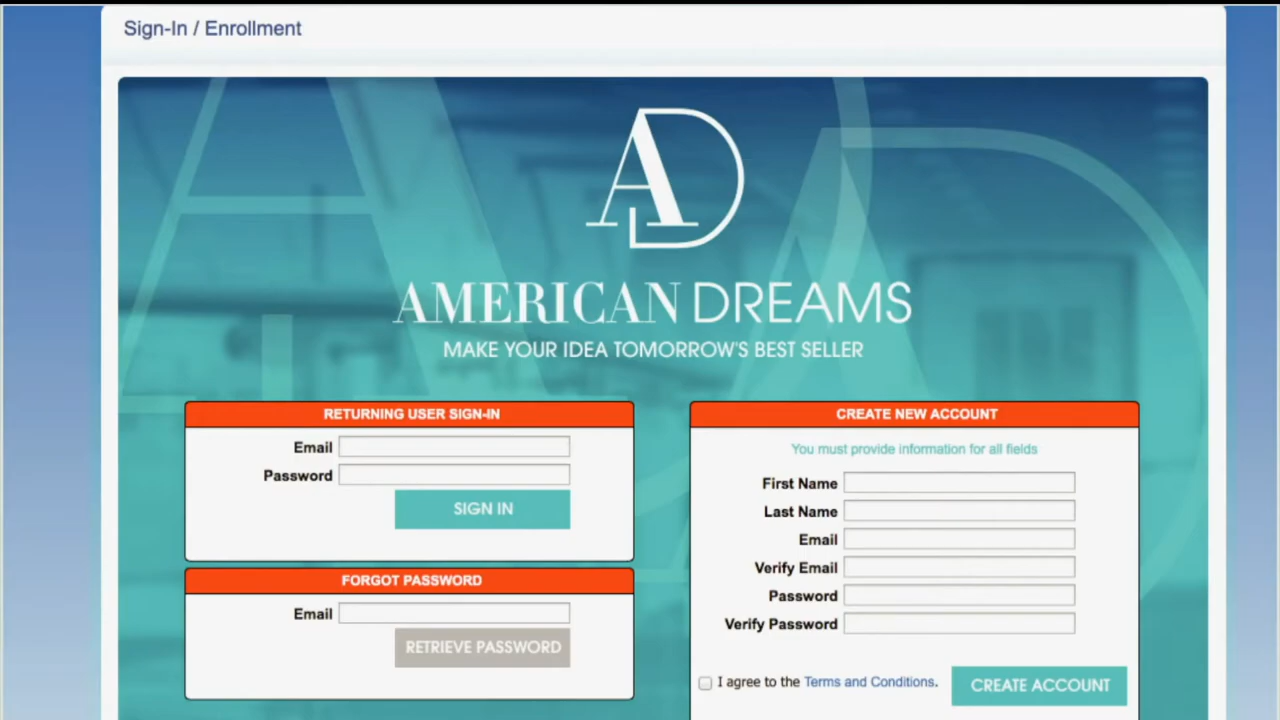 Sign-In / Enrollment
AD
AMERICAN DREAMS
MAKE YOUR IDEA TOMORROW'S BEST SELLER
RETURNING USER SIGN-IN
Email
Password
SIGN IN
FORGOT PASSWORD
Email
RETRIEVE PASSWORD
CREATE NEW ACCOUNT
You must provide information for all fields
First Name
Last Name
Email
Verify Email
Password
Verify Password
I agree to the Terms and Conditions.
CREATE ACCOUNT